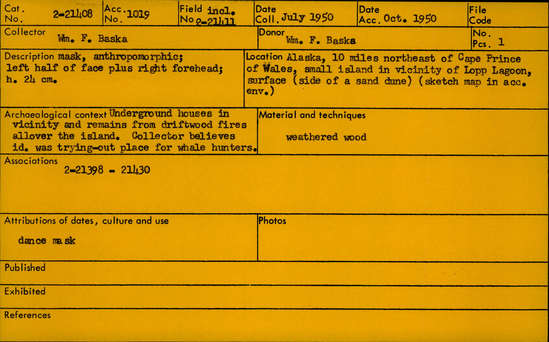 Cat. No. 2-21408 Acc. No. 1019 Field No. incl. 2-21411 Date Coll. July 1950 Date Acc. Oct. 1950 File Code
Collector Wm. F. Baska Donor Wm. F. Baska No. Pcs. 1
Description mask, anthropomorphic;
left half of face plus right forehead;
h. 24 cm.
Location Alaska, 10 miles northeast of Cape Prince
of Wales, small island in vicinity of Lopp Lagoon,
surface (side of a sand dune) (sketch map in acc.
env.)
Archaeological context Underground houses in
vicinity and remains from driftwood fires
allover the island. Collector believes
id. was trying-out place for whale hunters.
Material and techniques
weathered wood
Associations
2-21398 - 21430
Attributions of dates, culture and use
dance mask
Photos
Published
Exhibited
References